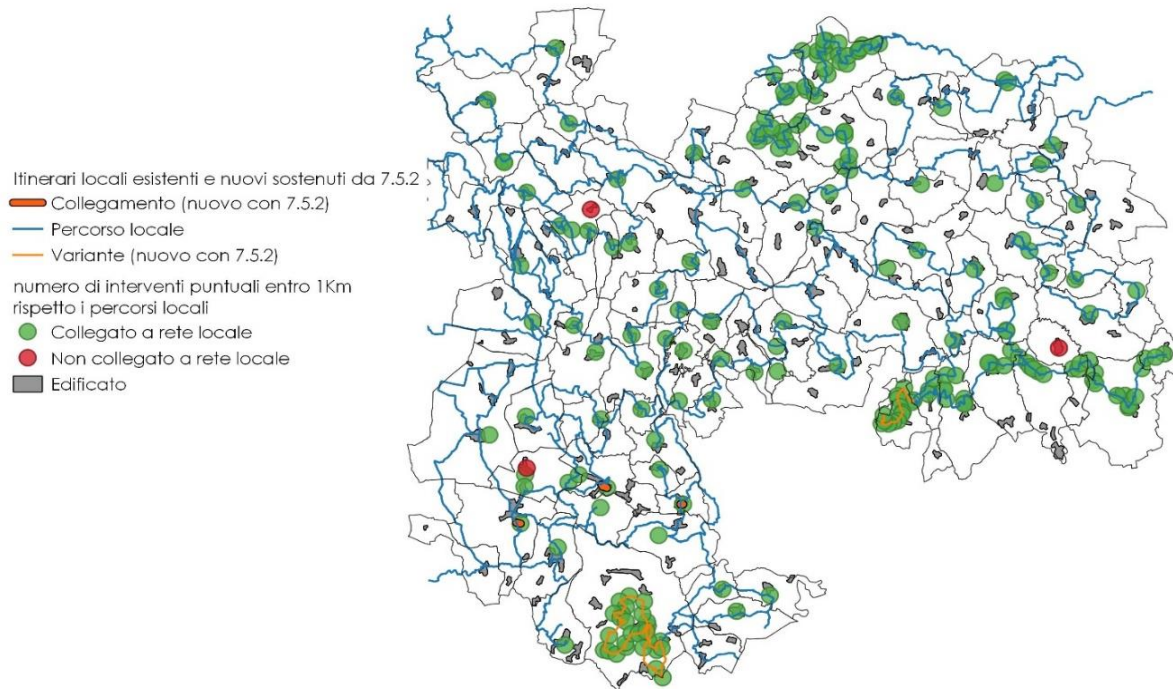 Itinerari locali esistenti e nuovi sostenuti da 7.5.2
Collegamento (nuovo con 7.5.2)
Percorso locale
Variante (nuovo con 7.5.2)
numero di interventi puntuali entro 1Km
rispetto i percorsi locali
Collegato a rete locale
Non collegato a rete locale
Edificato